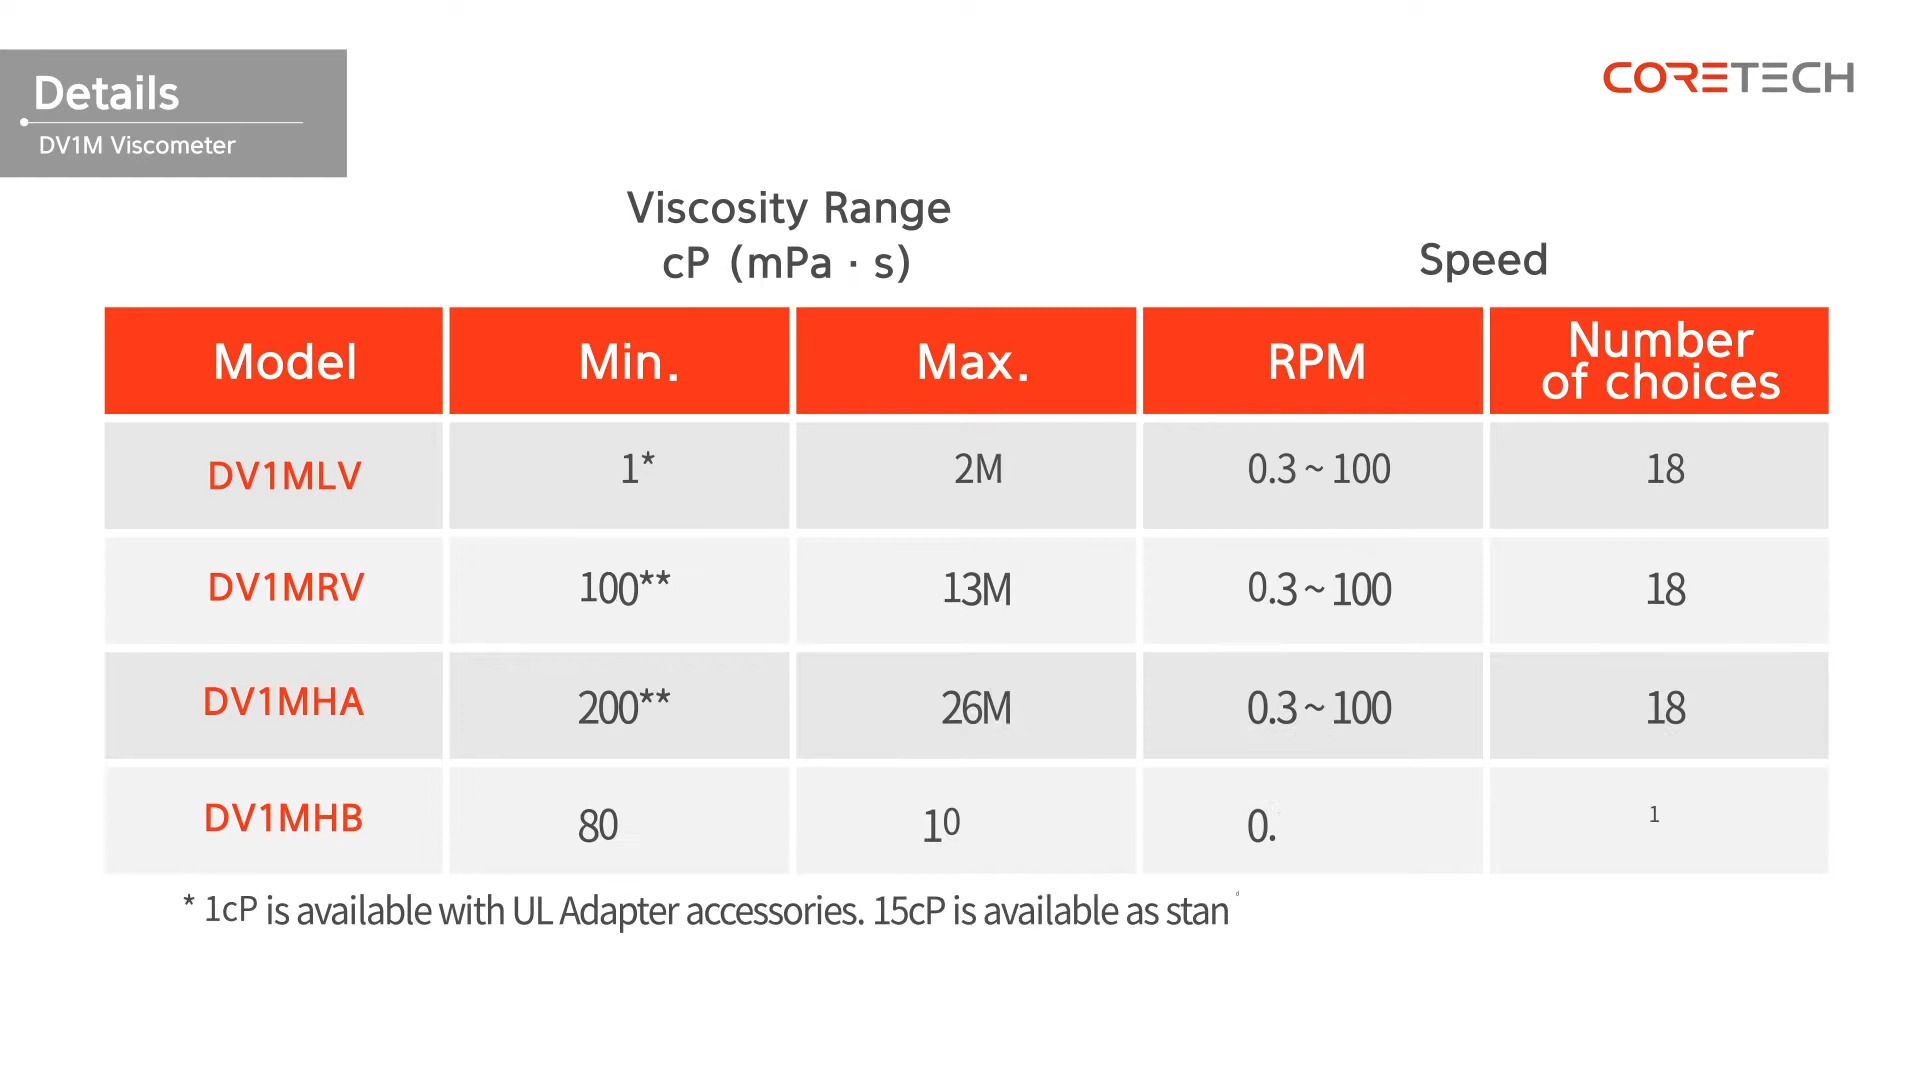 Details
DV1M Viscometer
CORETECH
Viscosity Range
cP (mPa · s)
Speed
Model Min. Max. RPM Number of choices
DV1MLV 1* 2M 0.3 ~ 100 18
DV1MRV 100** 13M 0.3 ~ 100 18
DV1MHA 200** 26M 0.3 ~ 100 18
DV1MHB 80 10 0. 1
* 1cP is available with UL Adapter accessories. 15cP is available as stand